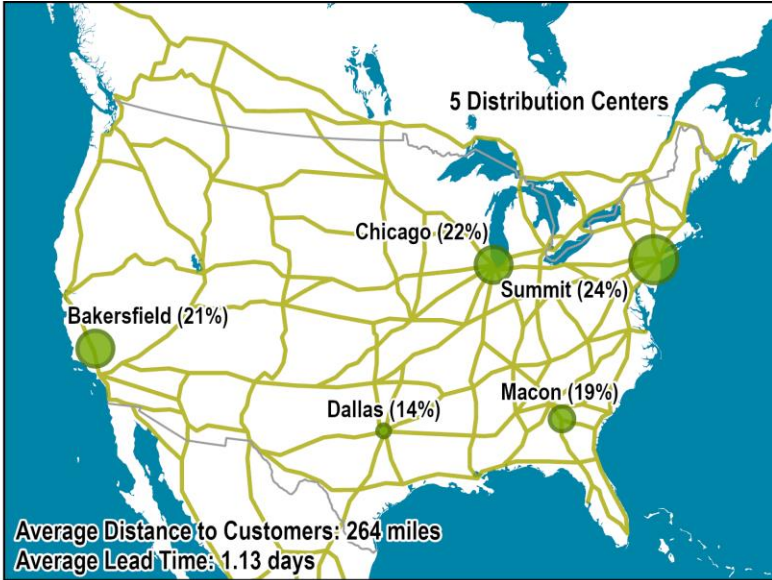 5 Distribution Centers
Chicago (22%)
Summit (24%)
Bakersfield (21%)
Macon (19%)
Dallas (14%)
Average Distance to Customers: 264 miles
Average Lead Time: 1.13 days